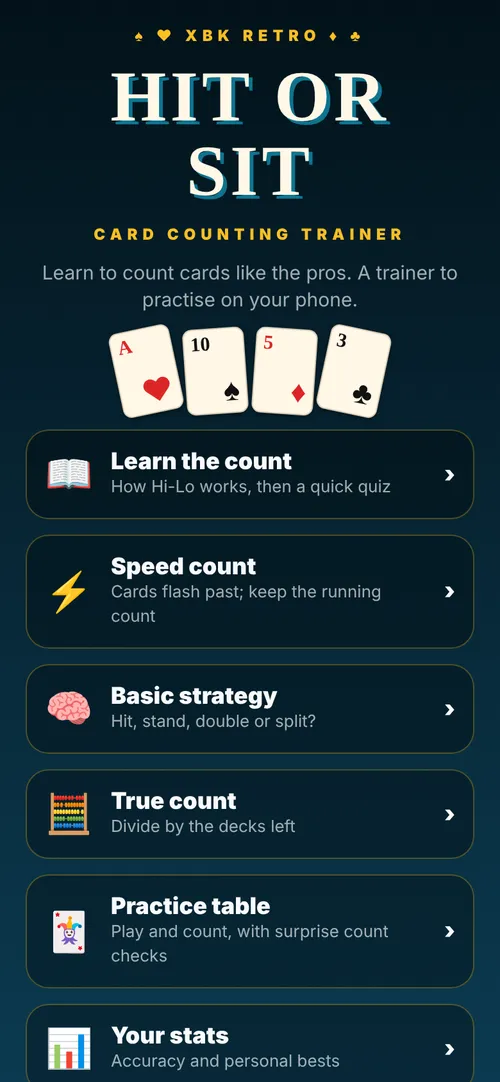 ♠ ♥ XBK RETRO ♦ ♣
HIT OR
SIT
CARD COUNTING TRAINER
Learn to count cards like the pros. A trainer to
practise on your phone.
A 10 5 3
Learn the count
How Hi-Lo works, then a quick quiz
›
Speed count
Cards flash past; keep the running
count
›
Basic strategy
Hit, stand, double or split?
›
True count
Divide by the decks left
›
Practice table
Play and count, with surprise count
checks
›
Your stats
Accuracy and personal bests
›